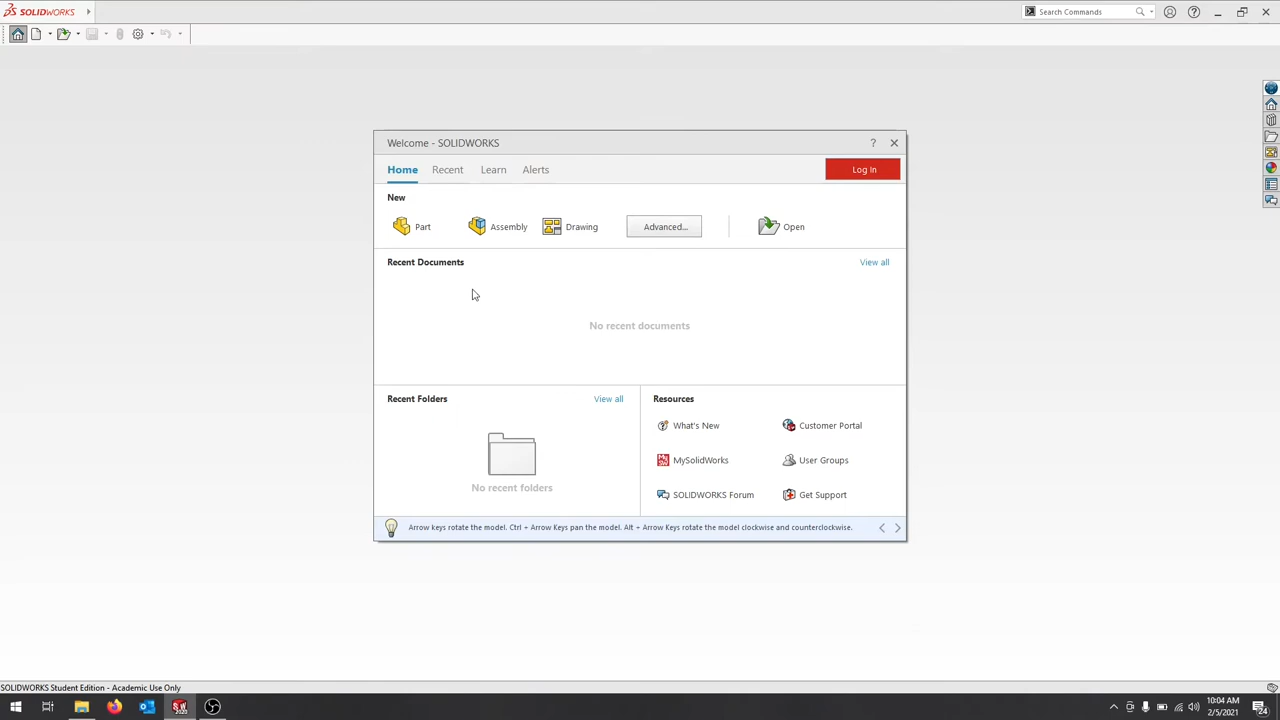 SOLIDWORKS
Search Commands
Welcome - SOLIDWORKS
Home Recent Learn Alerts
Log In
New
Part Assembly Drawing Advanced... Open
Recent Documents View all
No recent documents
Recent Folders View all
No recent folders
Resources
What's New Customer Portal
MySolidWorks User Groups
SOLIDWORKS Forum Get Support
Arrow keys rotate the model. Ctrl + Arrow Keys pan the model. Alt + Arrow Keys rotate the model clockwise and counterclockwise.
SOLIDWORKS Student Edition - Academic Use Only
10:04 AM
2/5/2021
24